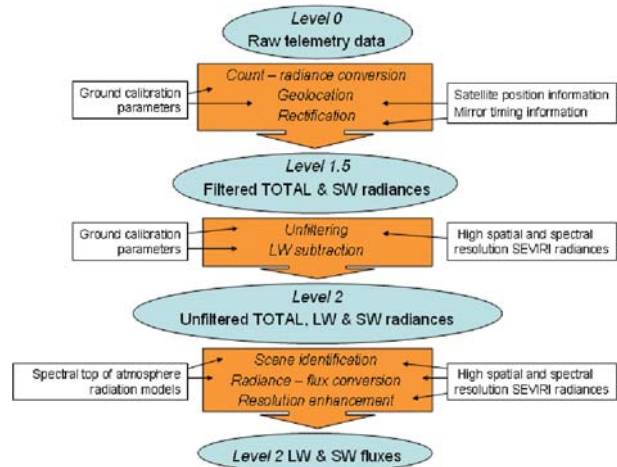 Level 0
Raw telemetry data
Count – radiance conversion
Geolocation
Rectification
Ground calibration
parameters
Satellite position information
Mirror timing information
Level 1.5
Filtered TOTAL & SW radiances
Unfiltering
LW subtraction
Ground calibration
parameters
High spatial and spectral
resolution SEVIRI radiances
Level 2
Unfiltered TOTAL, LW & SW radiances
Scene identification
Radiance – flux conversion
Resolution enhancement
Spectral top of atmosphere
radiation models
High spatial and spectral
resolution SEVIRI radiances
Level 2 LW & SW fluxes